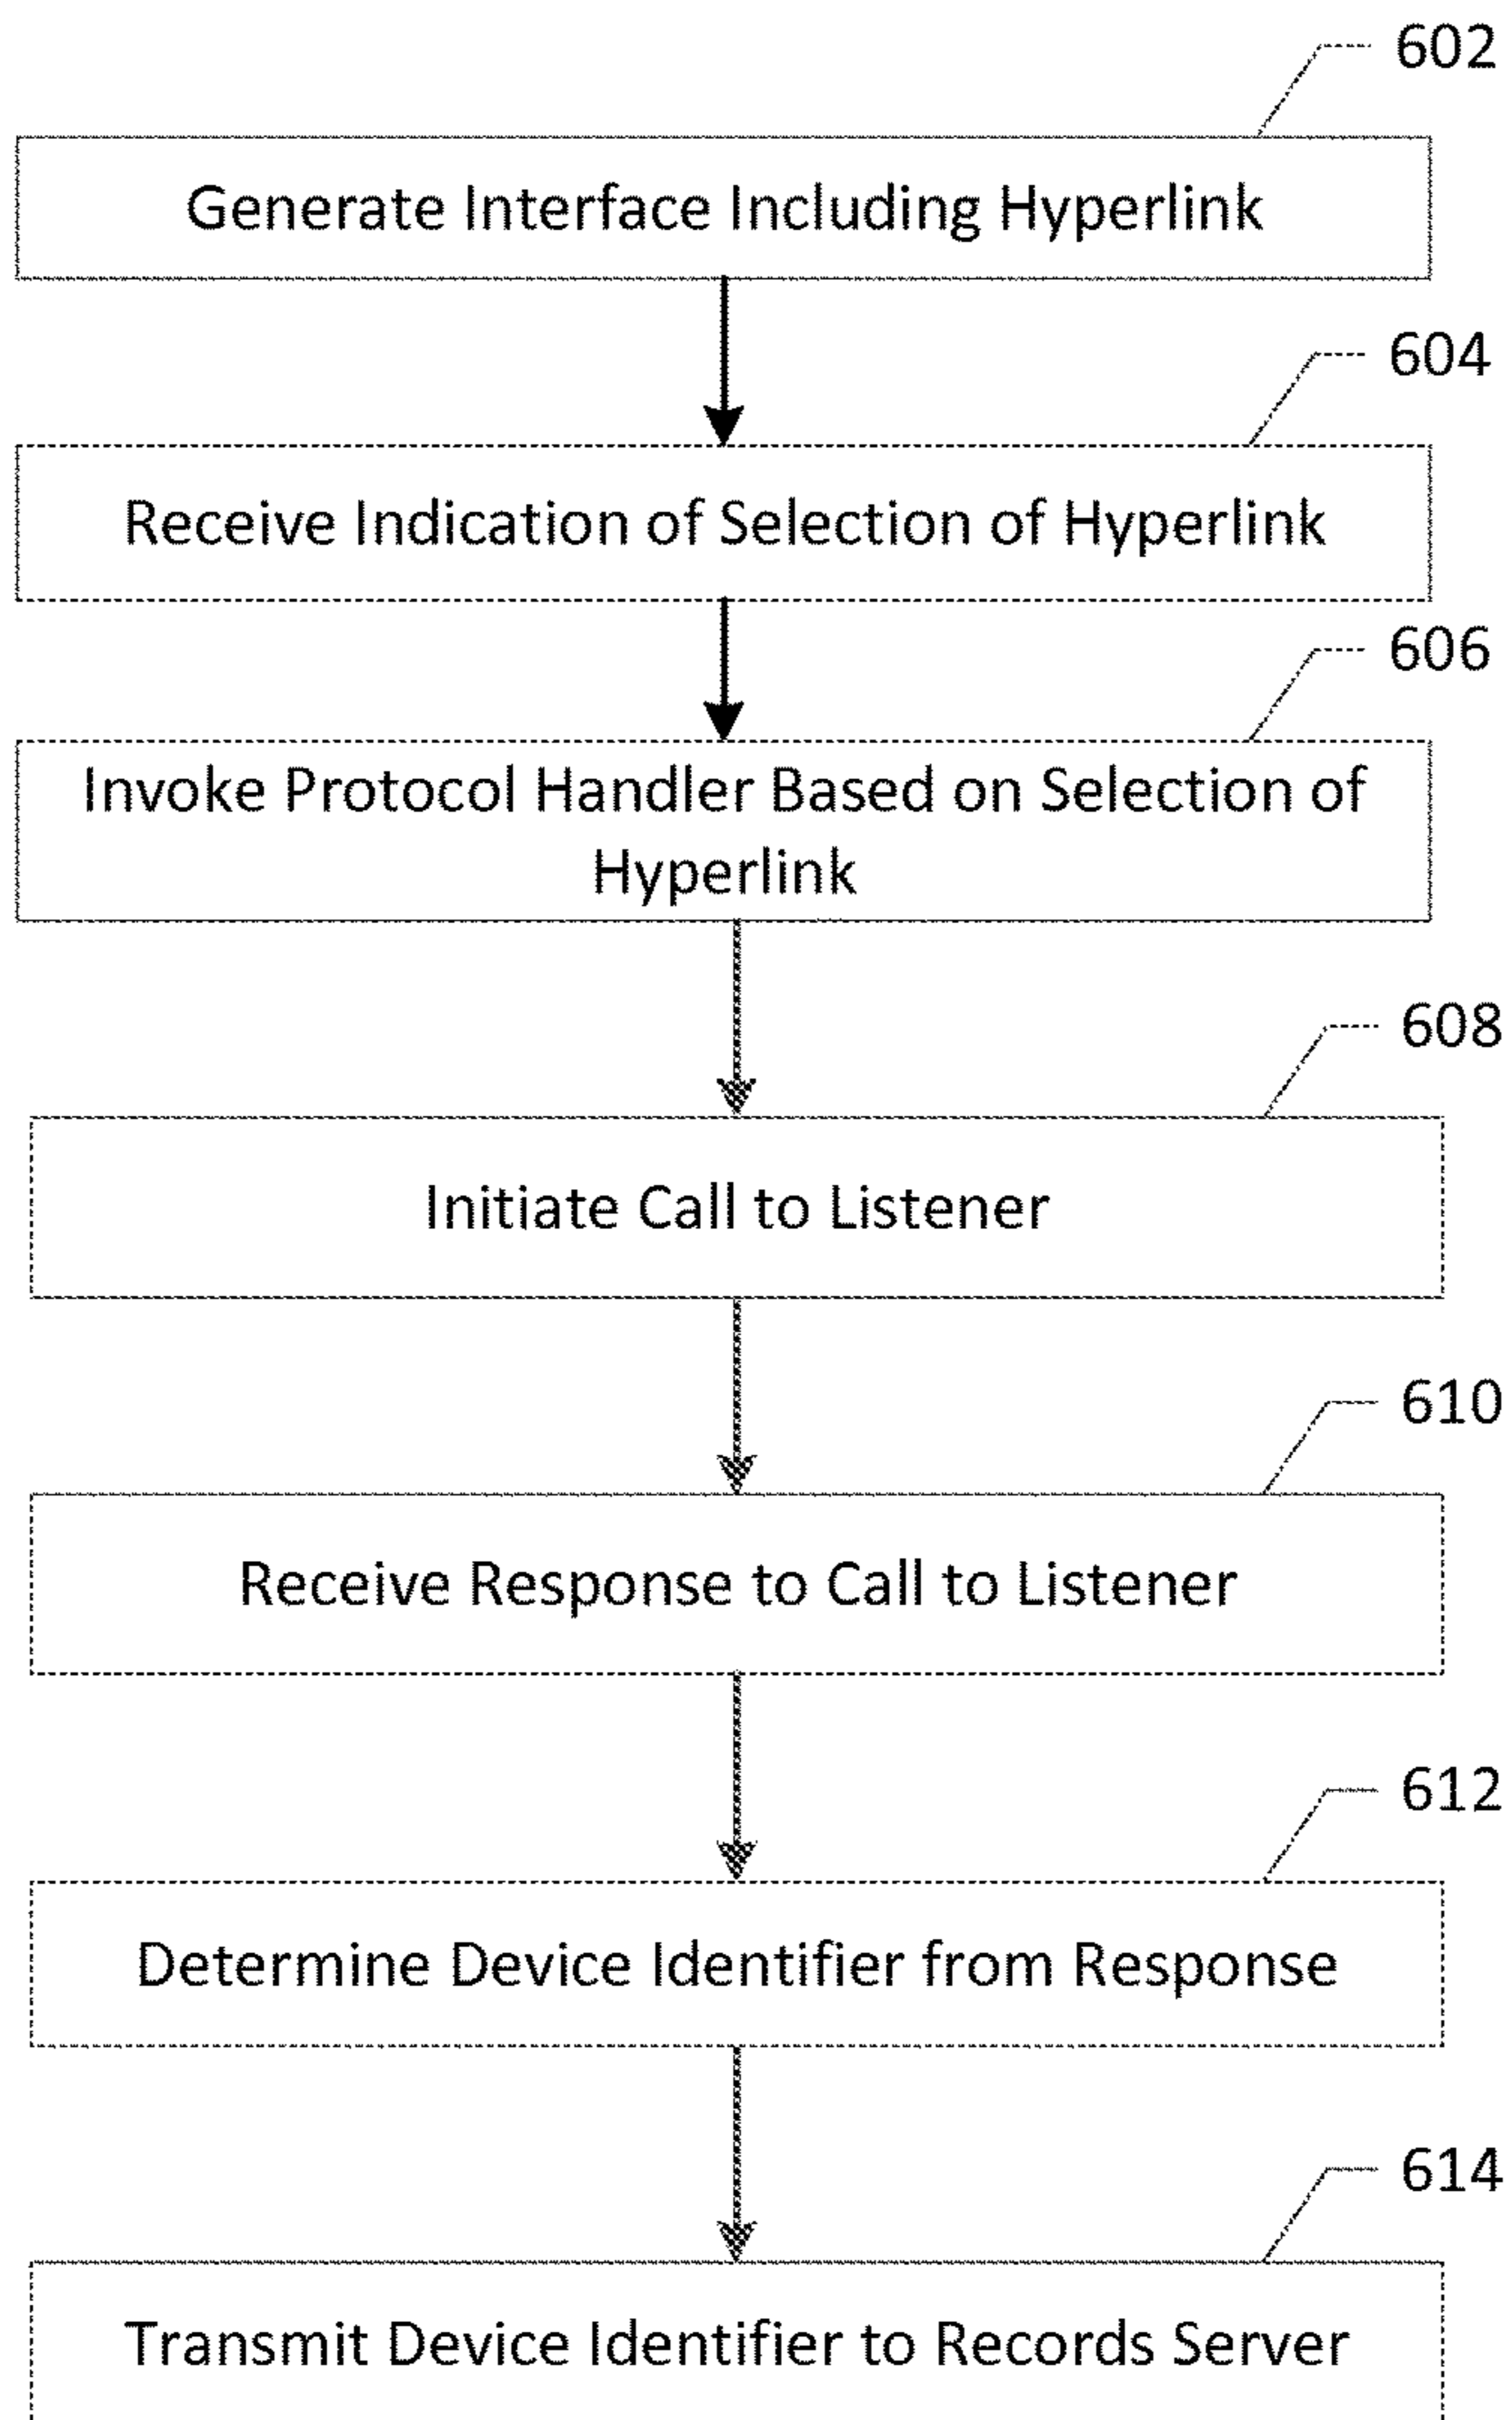 602
Generate Interface Including Hyperlink
604
Receive Indication of Selection of Hyperlink
606
Invoke Protocol Handler Based on Selection of
Hyperlink
608
Initiate Call to Listener
610
Receive Response to Call to Listener
612
Determine Device Identifier from Response
614
Transmit Device Identifier to Records Server